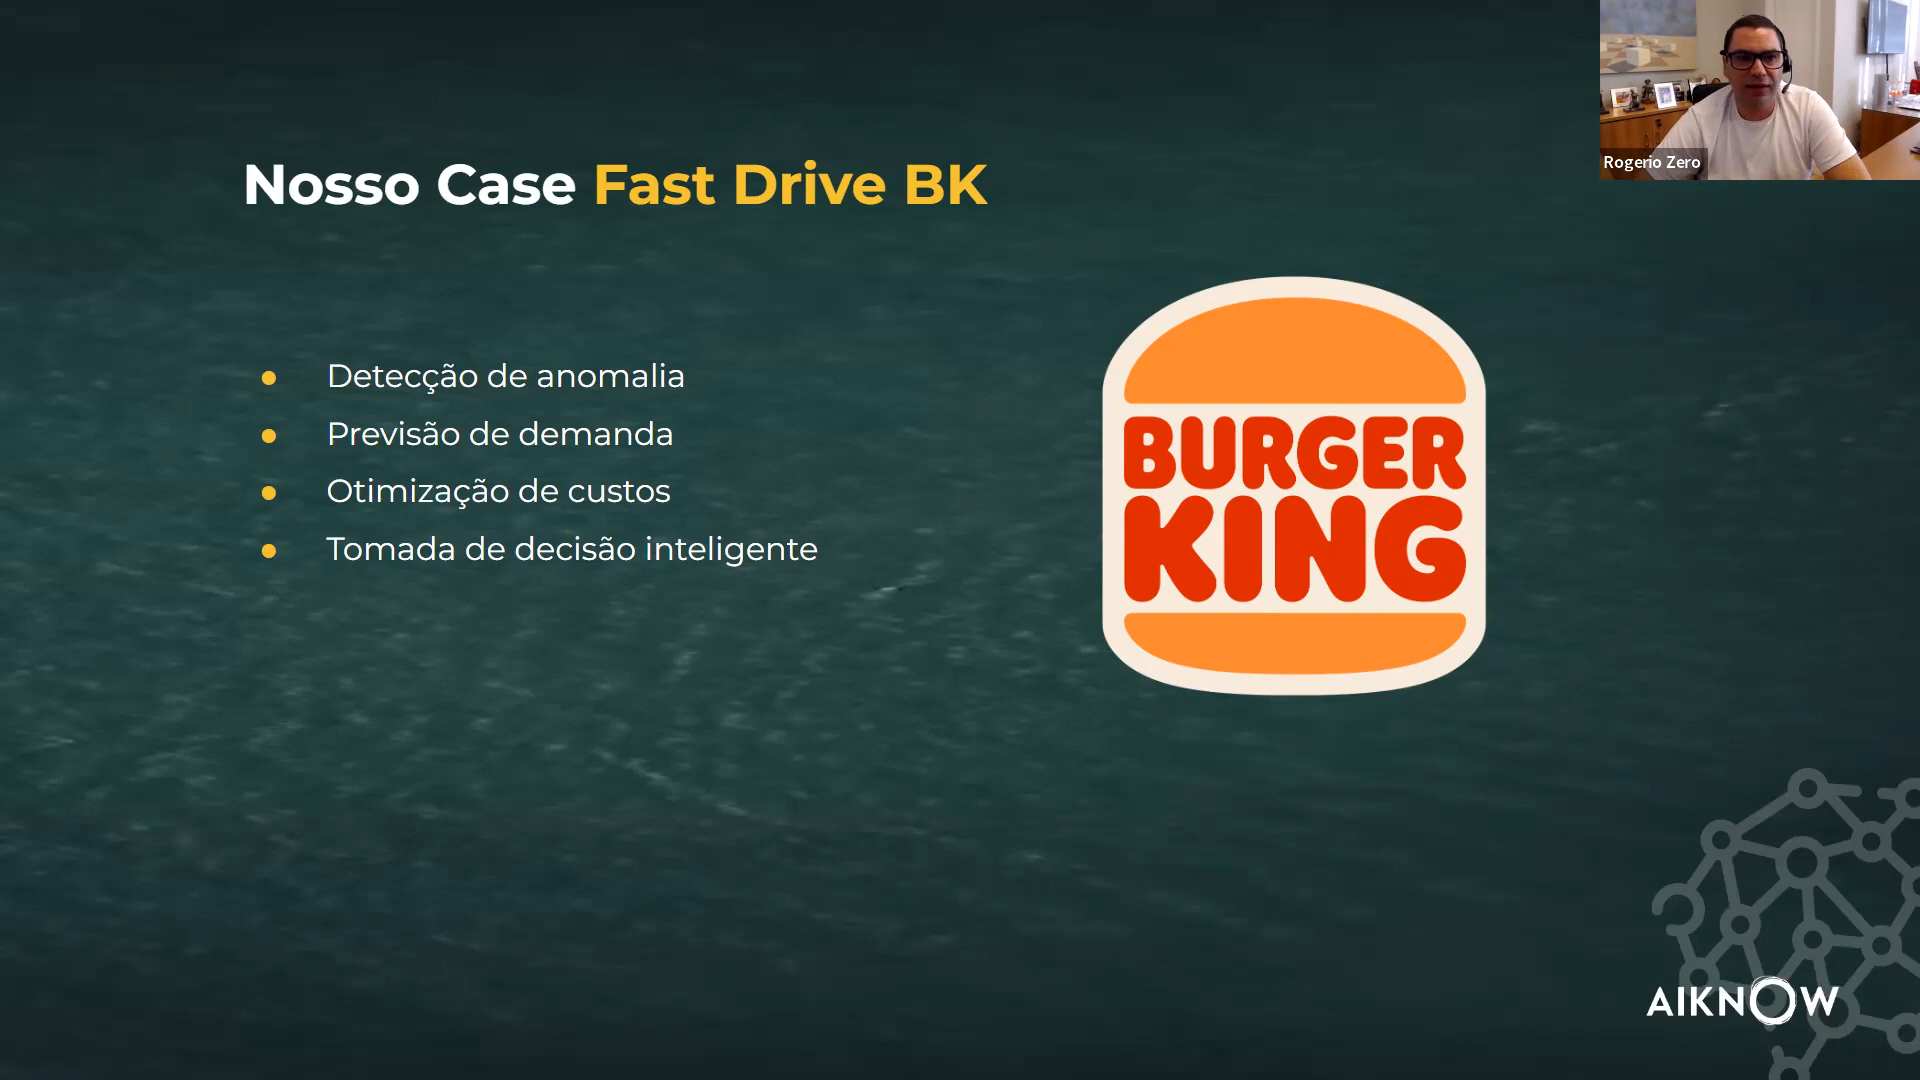 Rogerio Zero
Nosso Case Fast Drive BK
Detecção de anomalia
Previsão de demanda
Otimização de custos
Tomada de decisão inteligente
BURGER
KING
AIKNOW